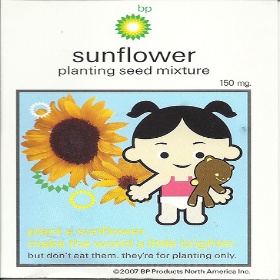 bp
sunflower
planting seed mixture
150 mg.
plant a sunflower.
make the world a little brighter.
but don't eat them. they're for planting only.
©2007 BP Products North America Inc.